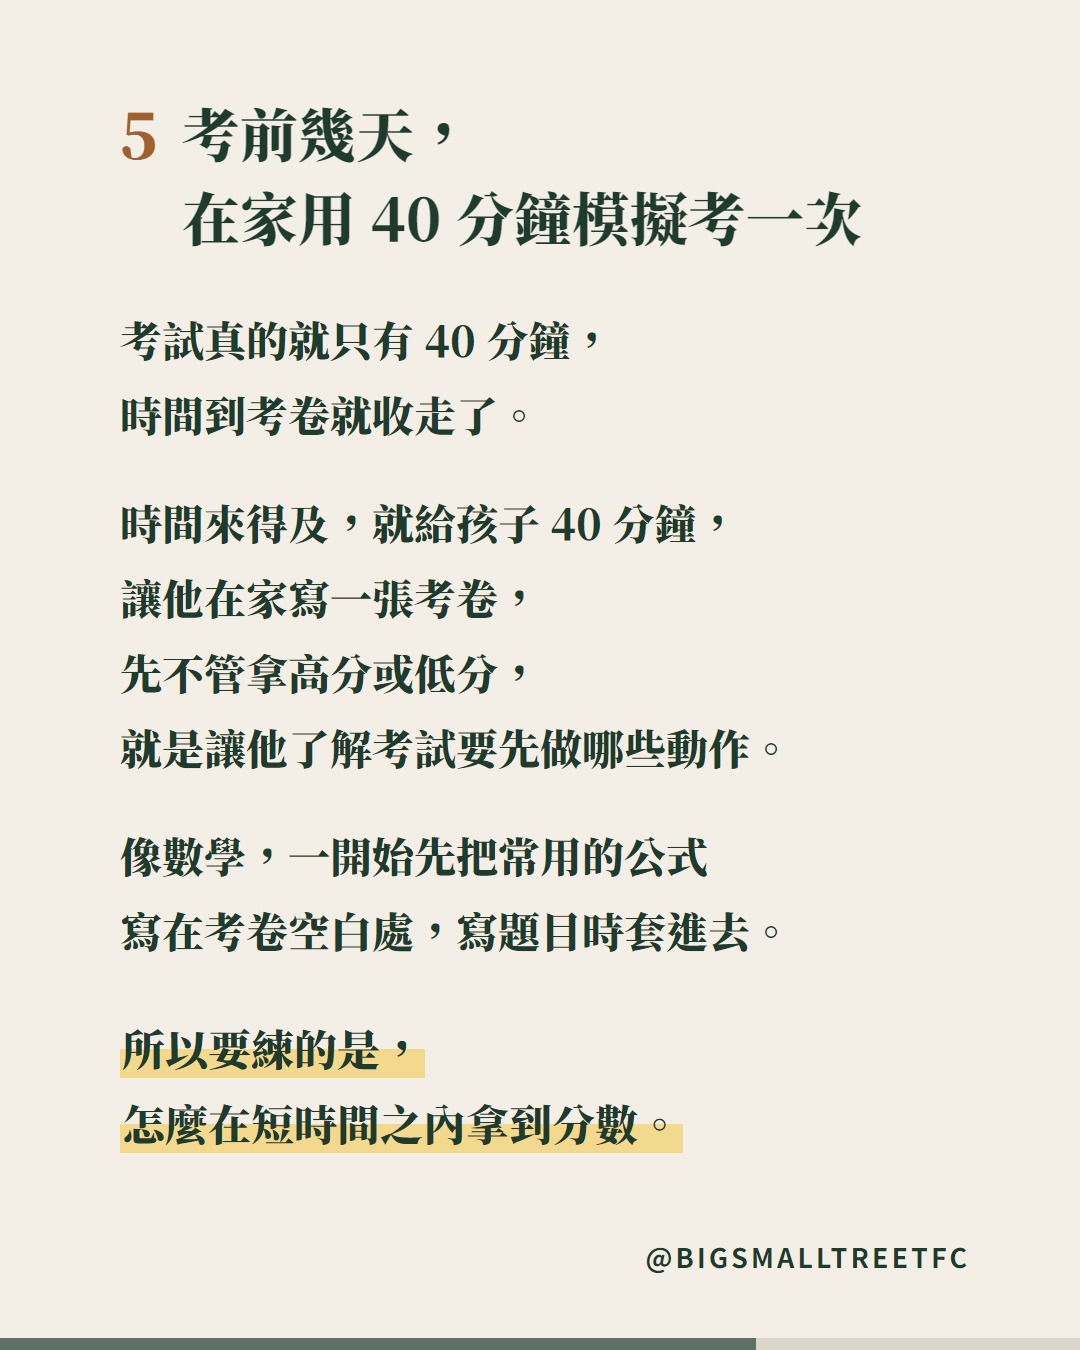 5 考前幾天，
在家用 40 分鐘模擬考一次
考試真的就只有 40 分鐘，
時間到考卷就收走了。
時間來得及，就給孩子 40 分鐘，
讓他在家寫一張考卷，
先不管拿高分或低分，
就是讓他了解考試要先做哪些動作。
像數學，一開始先把常用的公式
寫在考卷空白處，寫題目時套進去。
所以要練的是，
怎麼在短時間之內拿到分數。
@BIGSMALLTREETFC